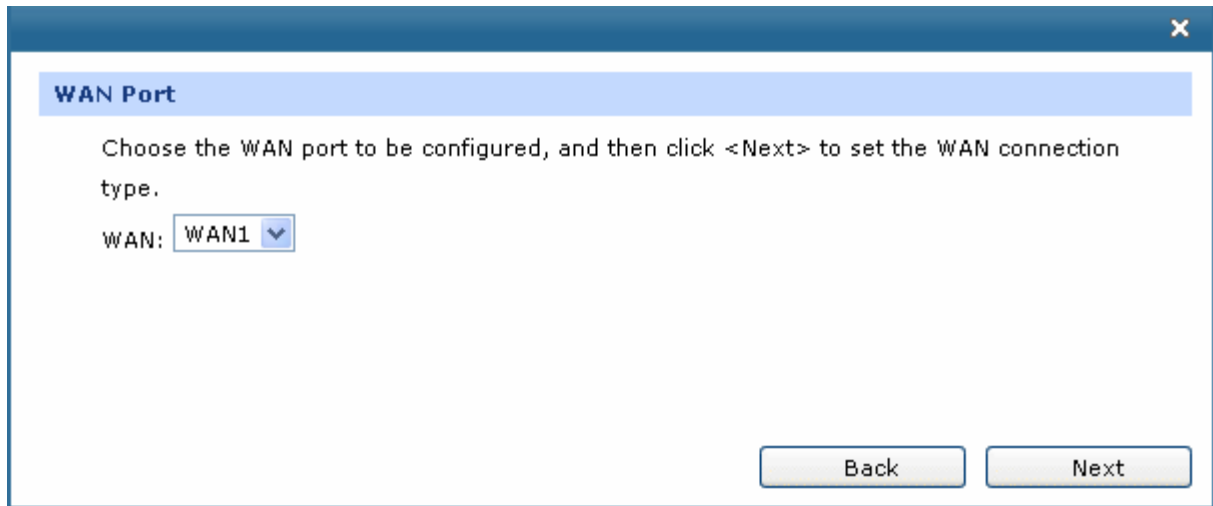 WAN Port
Choose the WAN port to be configured, and then click <Next> to set the WAN connection
type.
WAN: WAN1
Back Next